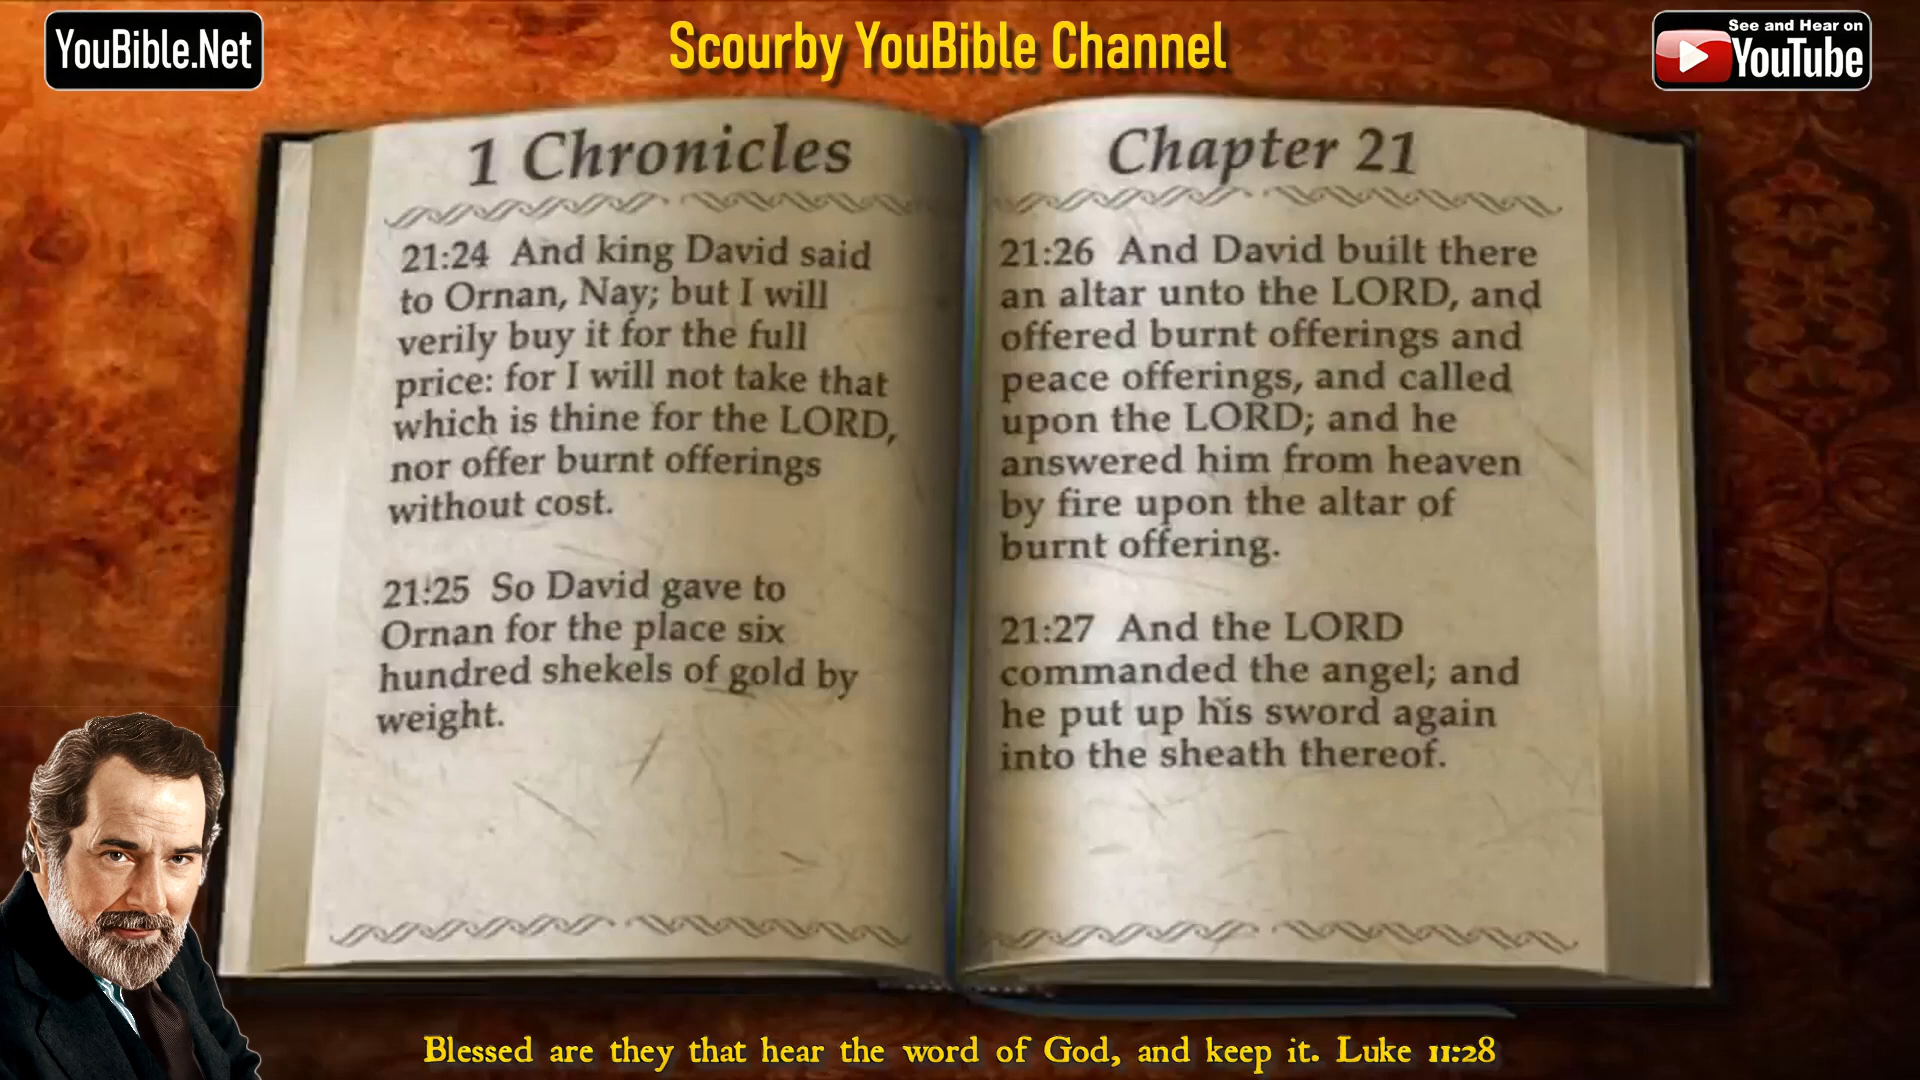 YouBible.Net
Scourby YouBible Channel
See and Hear on
YouTube
1 Chronicles
21:24 And king David said
to Ornan, Nay; but I will
verily buy it for the full
price: for I will not take that
which is thine for the LORD,
nor offer burnt offerings
without cost.
21:25 So David gave to
Ornan for the place six
hundred shekels of gold by
weight.
Chapter 21
21:26 And David built there
an altar unto the LORD, and
offered burnt offerings and
peace offerings, and called
upon the LORD; and he
answered him from heaven
by fire upon the altar of
burnt offering.
21:27 And the LORD
commanded the angel; and
he put up his sword again
into the sheath thereof.
Blessed are they that hear the word of God, and keep it. Luke 11:28